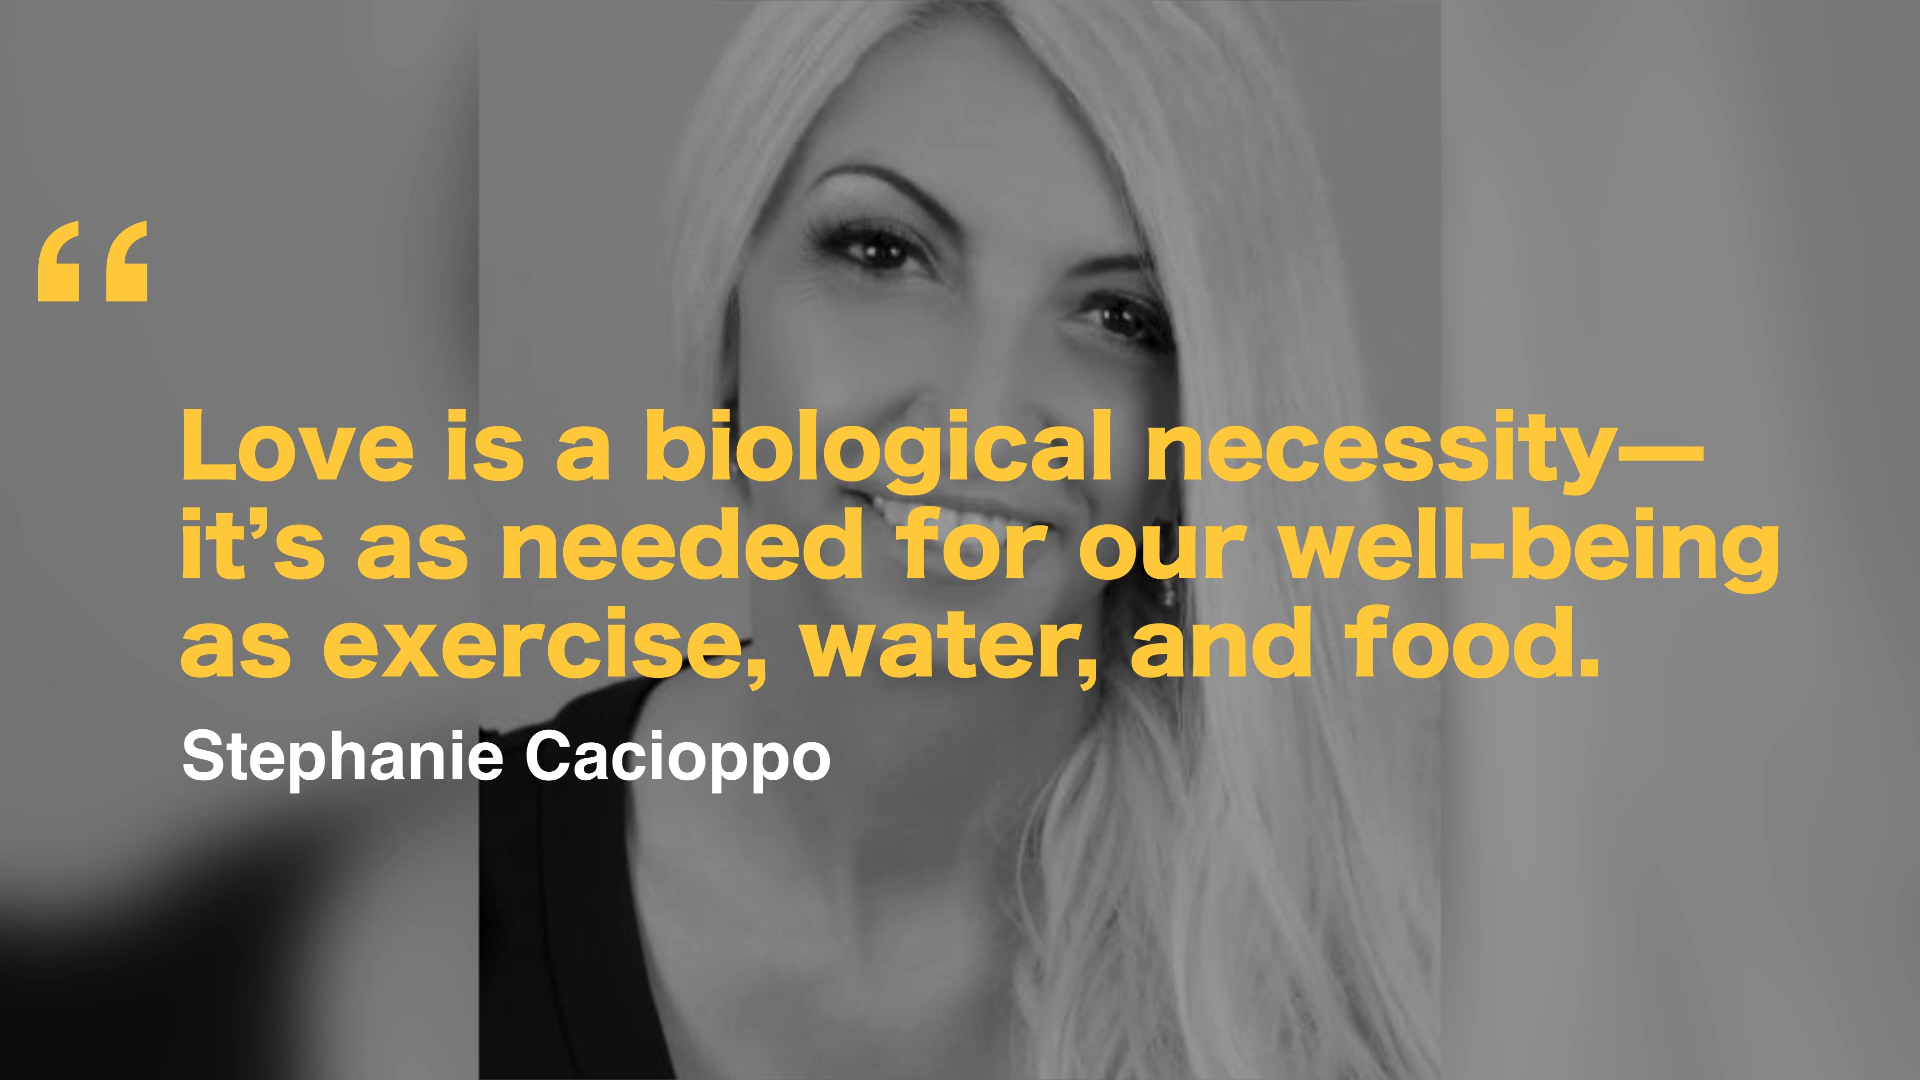 “
Love is a biological necessity—
it’s as needed for our well-being
as exercise, water, and food.
Stephanie Cacioppo